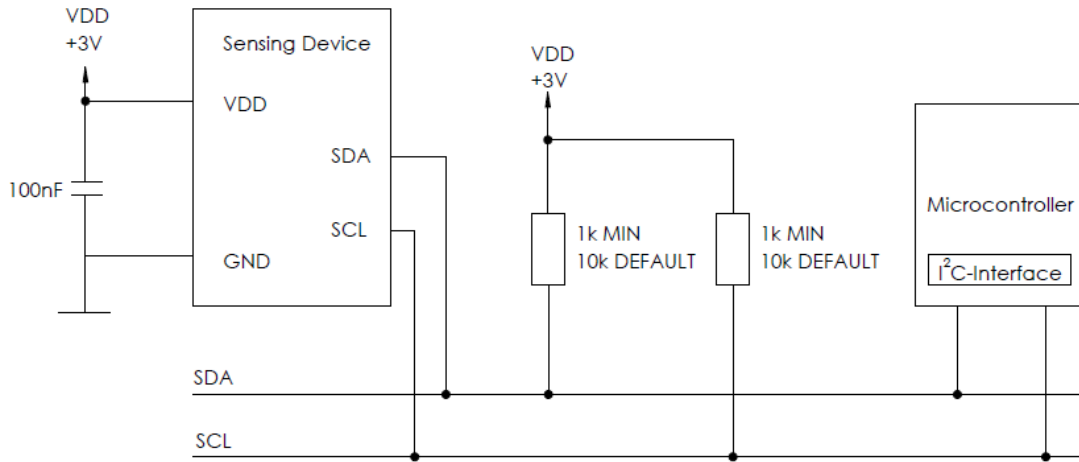 VDD
+3V
100nF
Sensing Device
VDD
SDA
SCL
GND
VDD
+3V
1k MIN
10k DEFAULT
1k MIN
10k DEFAULT
Microcontroller
I²C-Interface
SDA
SCL